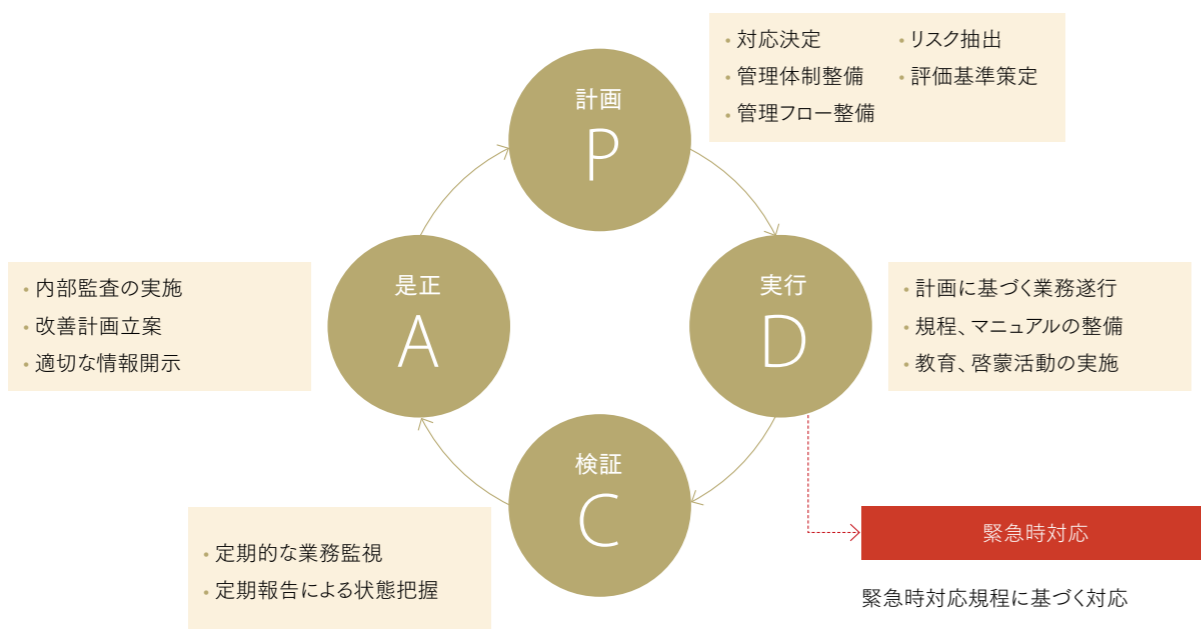 計画
P
・対応決定
・管理体制整備
・管理フロー整備
・リスク抽出
・評価基準策定
実行
D
・計画に基づく業務遂行
・規程、マニュアルの整備
・教育、啓蒙活動の実施
緊急時対応
緊急時対応規程に基づく対応
検証
C
・定期的な業務監視
・定期報告による状態把握
是正
A
・内部監査の実施
・改善計画立案
・適切な情報開示